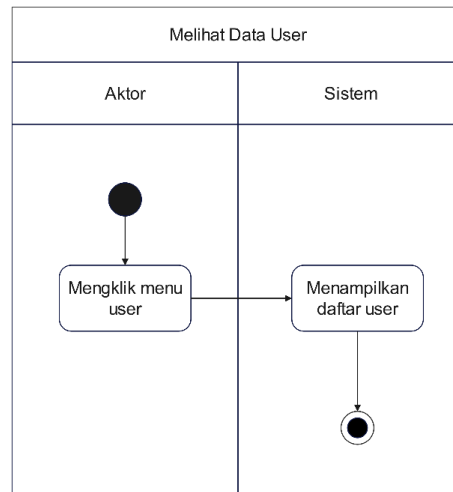 Melihat Data User
Aktor
Sistem
Mengklik menu
user
Menampilkan
daftar user